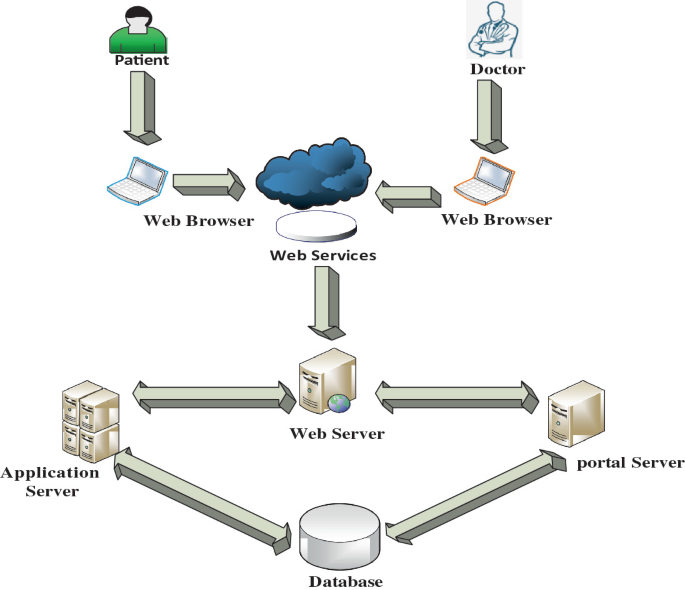 Patient
Doctor
Web Browser
Web Browser
Web Services
Web Server
Application
Server
portal Server
Database